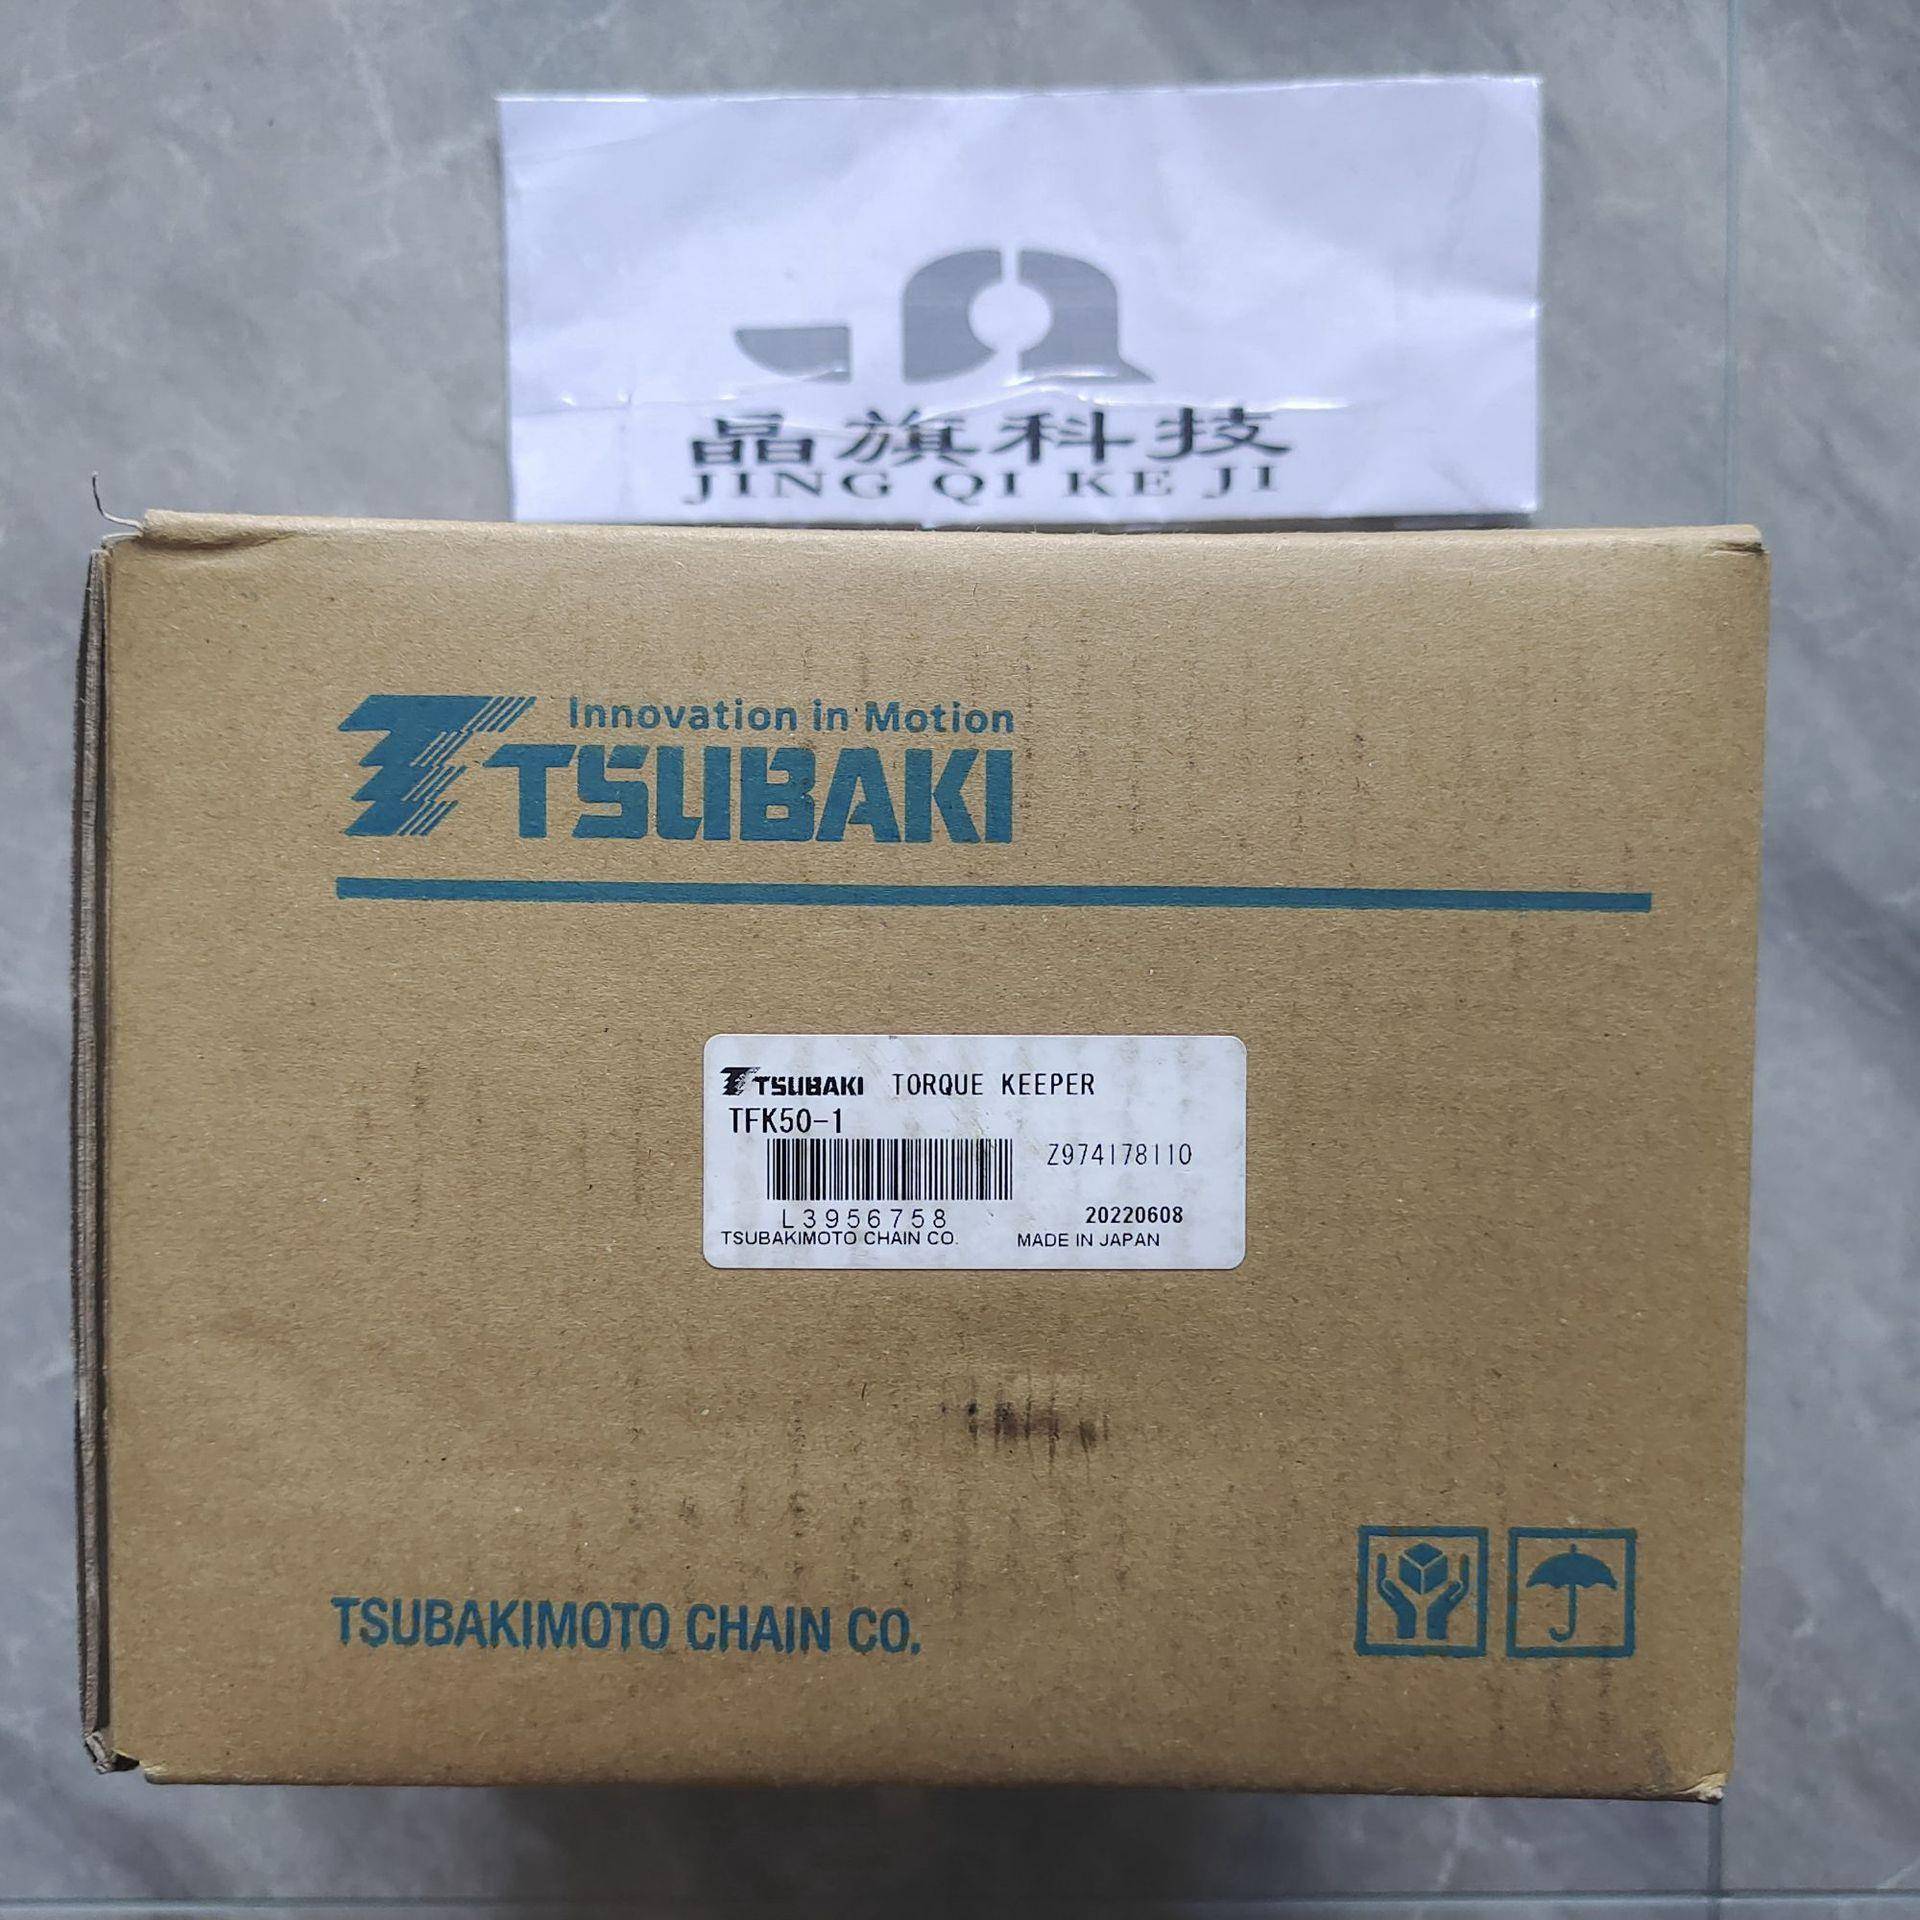 晶旗科技
JING QI KE JI
Innovation in Motion
TSUBAKI
TSUBAKI TORQUE KEEPER
TFK50-1
Z974178110
L3956758
20220608
TSUBAKIMOTO CHAIN CO. MADE IN JAPAN
TSUBAKIMOTO CHAIN CO.